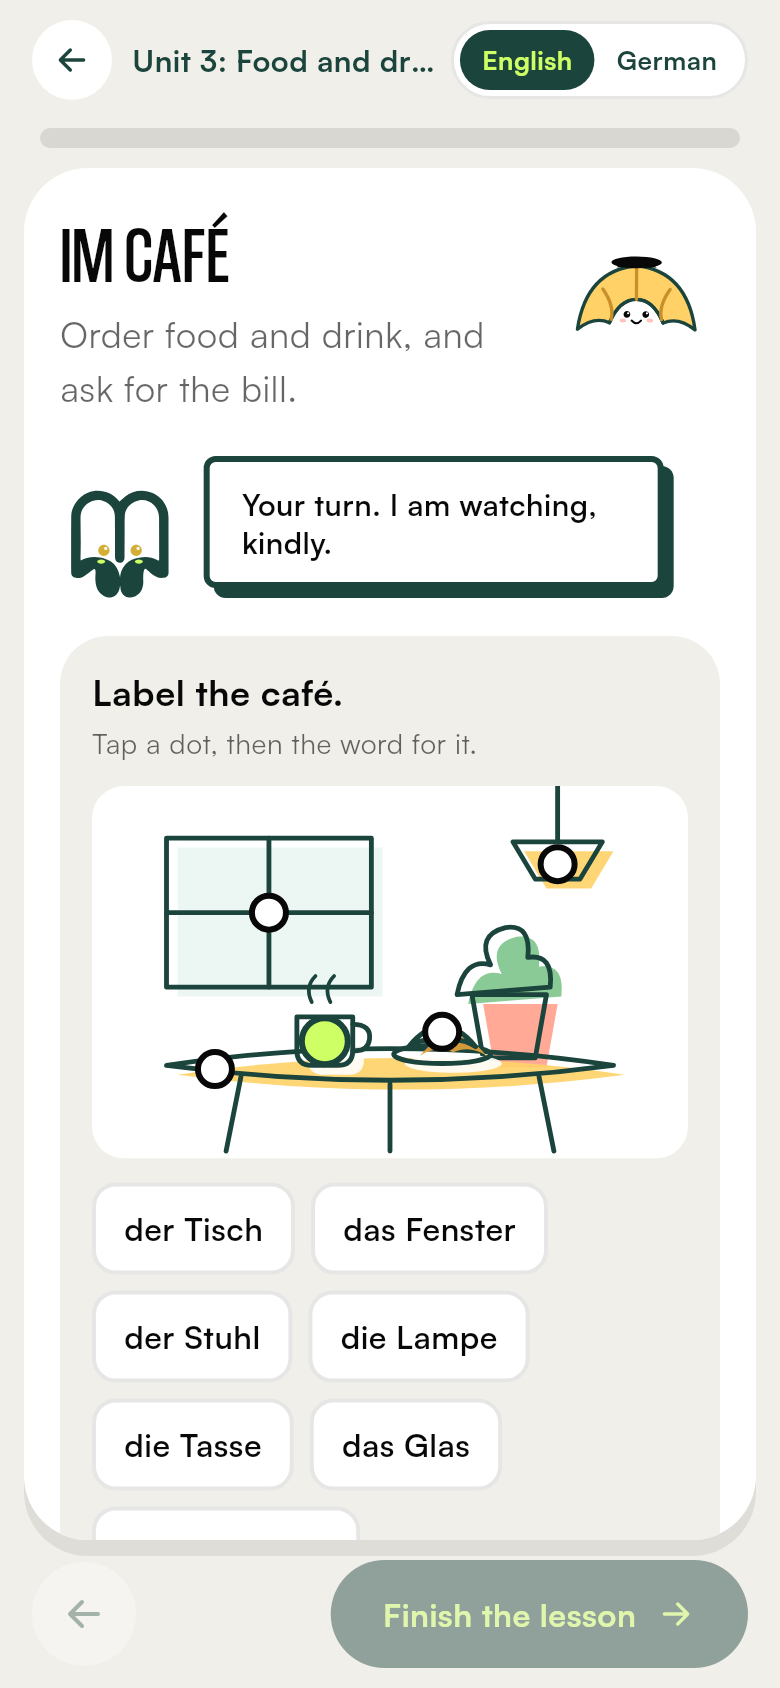 Unit 3: Food and dr...
English
German
IM CAFÉ
Order food and drink, and
ask for the bill.
Your turn. I am watching,
kindly.
Label the café.
Tap a dot, then the word for it.
der Tisch
das Fenster
der Stuhl
die Lampe
die Tasse
das Glas
Finish the lesson